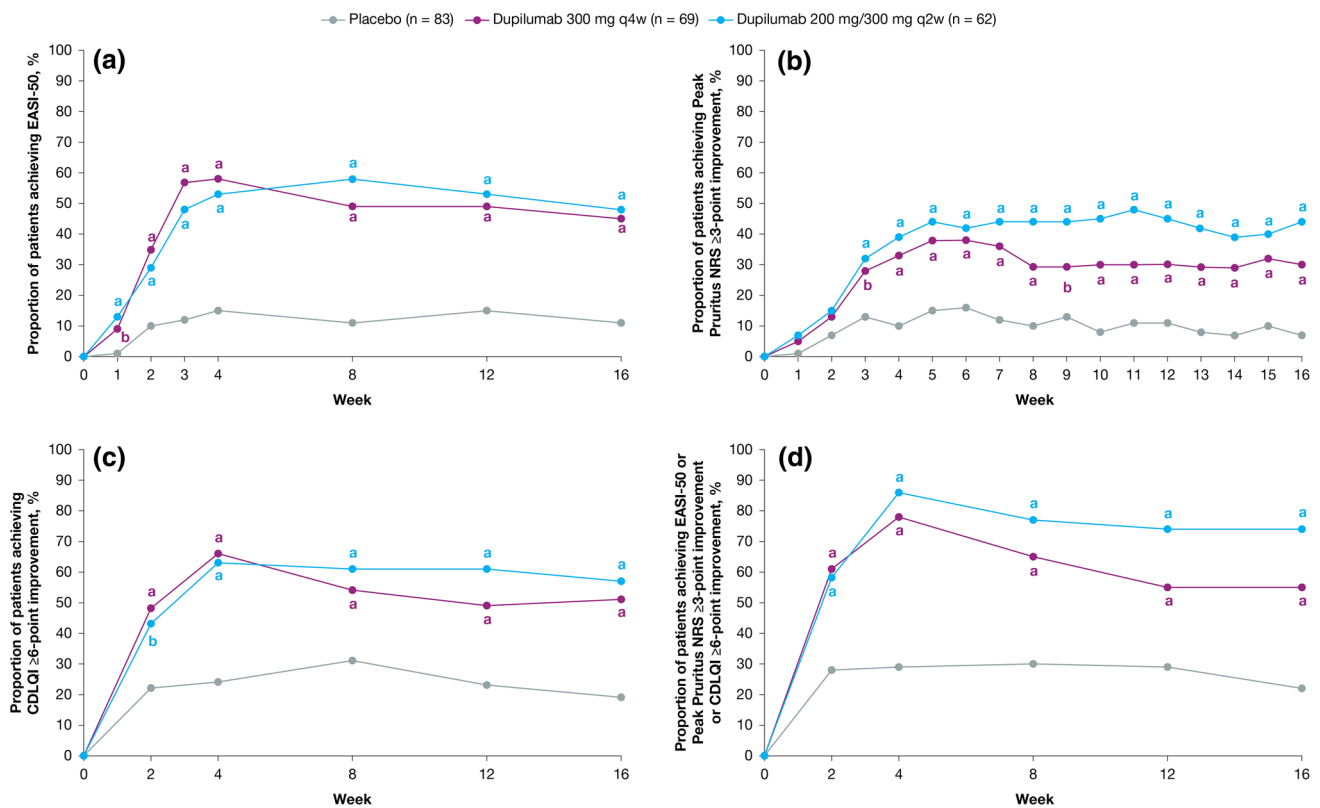 Placebo (n = 83) Dupilumab 300 mg q4w (n = 69) Dupilumab 200 mg/300 mg q2w (n = 62)
(a)
Proportion of patients achieving EASI-50, %
100
90
80
70
60
50
40
30
20
10
0
a a a a a a a a
a a a a a a
b
0 1 2 3 4 8 12 16
Week
(b)
Proportion of patients achieving Peak
Pruritus NRS ≥3-point improvement, %
100
90
80
70
60
50
40
30
20
10
0
a a a a a a a a a a a a a a
b a a a a a b a a a a a a a
0 1 2 3 4 5 6 7 8 9 10 11 12 13 14 15 16
Week
(c)
Proportion of patients achieving
CDLQI ≥6-point improvement, %
100
90
80
70
60
50
40
30
20
10
0
a a a a a
b a a a a
0 2 4 8 12 16
Week
(d)
Proportion of patients achieving EASI-50 or
Peak Pruritus NRS ≥3-point improvement
or CDLQI ≥6-point improvement, %
100
90
80
70
60
50
40
30
20
10
0
a a a a a
a a a a a
0 2 4 8 12 16
Week